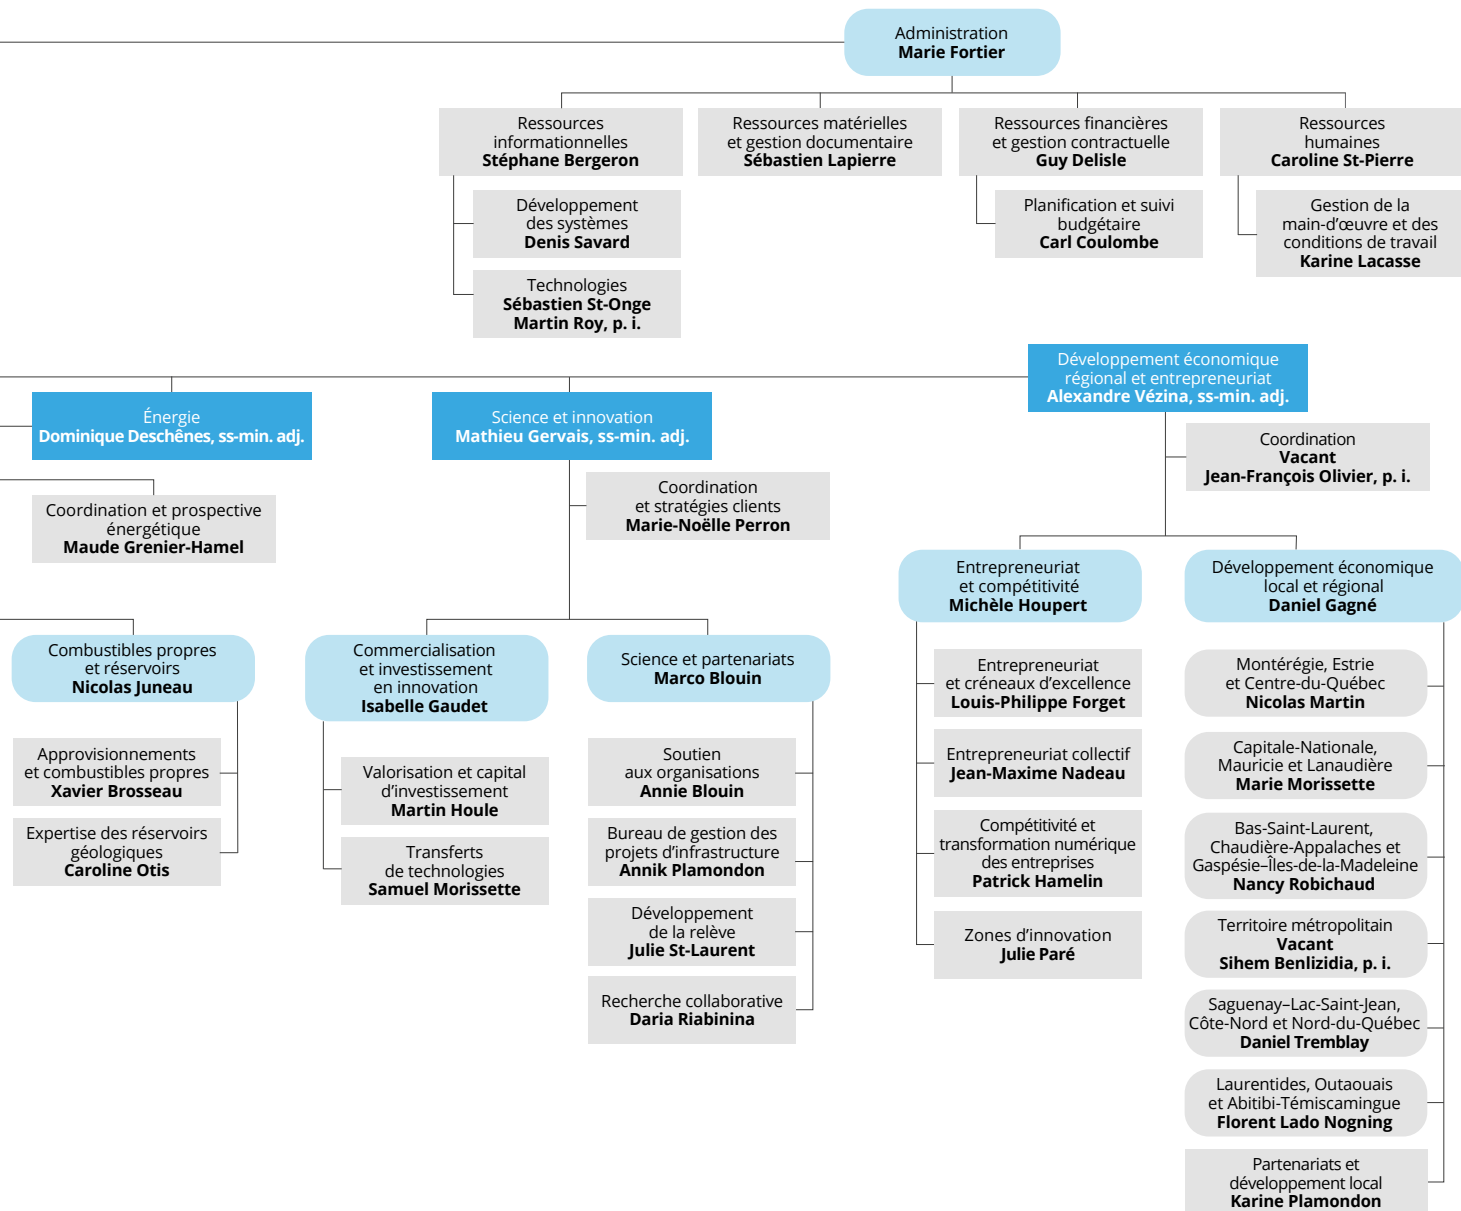 Administration
Marie Fortier
Ressources
informationnelles
Stéphane Bergeron
Ressources matérielles
et gestion documentaire
Sébastien Lapierre
Ressources financières
et gestion contractuelle
Guy Delisle
Ressources
humaines
Caroline St-Pierre
Développement
des systèmes
Denis Savard
Planification et suivi
budgétaire
Carl Coulombe
Gestion de la
main-d'œuvre et des
conditions de travail
Karine Lacasse
Technologies
Sébastien St-Onge
Martin Roy, p. i.
Développement économique
régional et entrepreneuriat
Alexandre Vézina, ss-min. adj.
Énergie
Dominique Deschênes, ss-min. adj.
Science et innovation
Mathieu Gervais, ss-min. adj.
Coordination
Vacant
Jean-François Olivier, p. i.
Coordination et prospective
énergétique
Maude Grenier-Hamel
Coordination
et stratégies clients
Marie-Noëlle Perron
Entrepreneuriat
et compétitivité
Michèle Houpert
Développement économique
local et régional
Daniel Gagné
Combustibles propres
et réservoirs
Nicolas Juneau
Commercialisation
et investissement
en innovation
Isabelle Gaudet
Science et partenariats
Marco Blouin
Approvisionnements
et combustibles propres
Xavier Brosseau
Expertise des réservoirs
géologiques
Caroline Otis
Valorisation et capital
d'investissement
Martin Houle
Transferts
de technologies
Samuel Morissette
Soutien
aux organisations
Annie Blouin
Bureau de gestion des
projets d'infrastructure
Annik Plamondon
Développement
de la relève
Julie St-Laurent
Recherche collaborative
Daria Riabinina
Entrepreneuriat
et créneaux d'excellence
Louis-Philippe Forget
Entrepreneuriat collectif
Jean-Maxime Nadeau
Compétitivité et
transformation numérique
des entreprises
Patrick Hamelin
Zones d'innovation
Julie Paré
Montérégie, Estrie
et Centre-du-Québec
Nicolas Martin
Capitale-Nationale,
Mauricie et Lanaudière
Marie Morissette
Bas-Saint-Laurent,
Chaudière-Appalaches et
Gaspésie–Îles-de-la-Madeleine
Nancy Robichaud
Territoire métropolitain
Vacant
Sihem Benlizidia, p. i.
Saguenay–Lac-Saint-Jean,
Côte-Nord et Nord-du-Québec
Daniel Tremblay
Laurentides, Outaouais
et Abitibi-Témiscamingue
Florent Lado Nogning
Partenariats et
développement local
Karine Plamondon